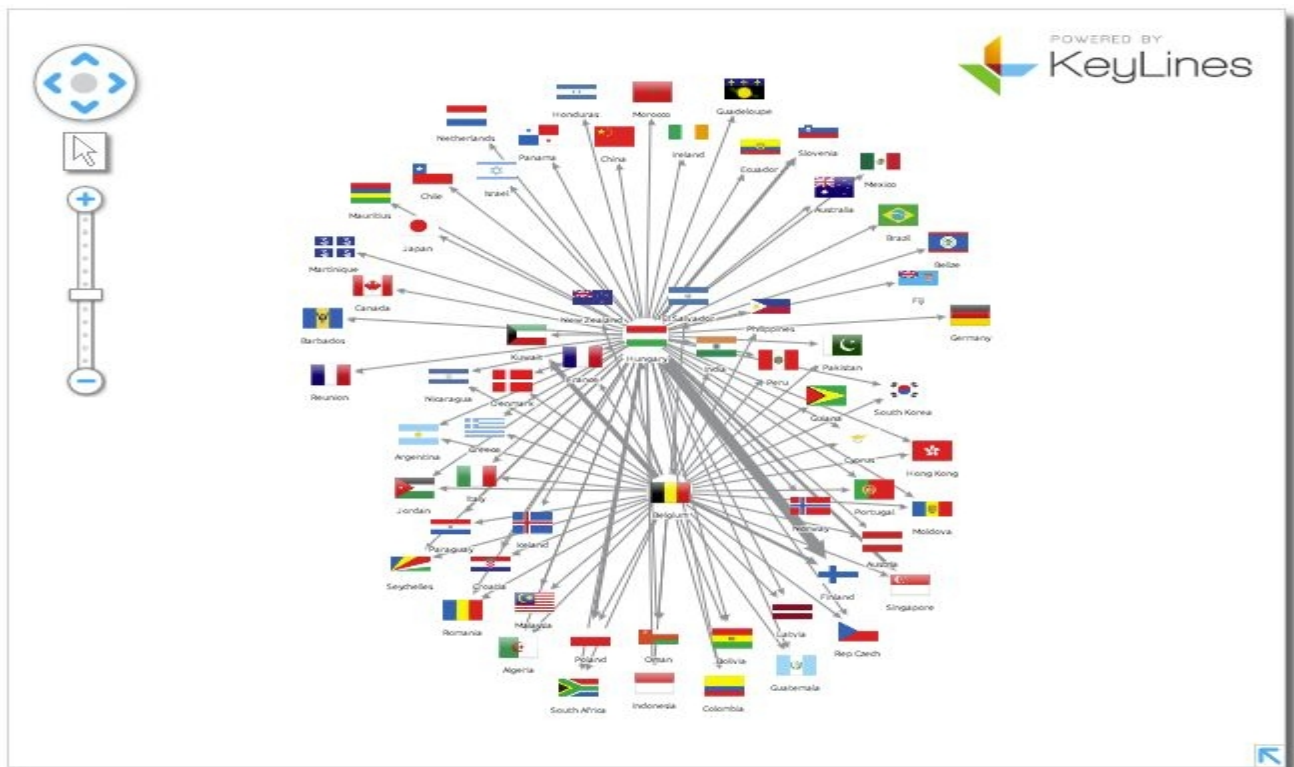 POWERED BY
KeyLines
Honduras
Morocco
Guadeloupe
Netherlands
Panama
China
Ireland
Ecuador
Slovenia
Mexico
Chile
Israel
Australia
Mauritius
Japan
Brazil
Belize
Martinique
Canada
Fiji
Barbados
New Zealand
Salvador
Philippines
Germany
Kuwait
Hungary
France
India
Peru
Pakistan
Reunion
Nicaragua
Denmark
Guiana
South Korea
Argentina
Greece
Cyprus
Hong Kong
Jordan
Italy
Belgium
Norway
Portugal
Moldova
Paraguay
Iceland
Austria
Seychelles
Croatia
Finland
Singapore
Romania
Malaysia
Latvia
Rep Czech
Algeria
Poland
Oman
Bolivia
Guatemala
South Africa
Indonesia
Colombia